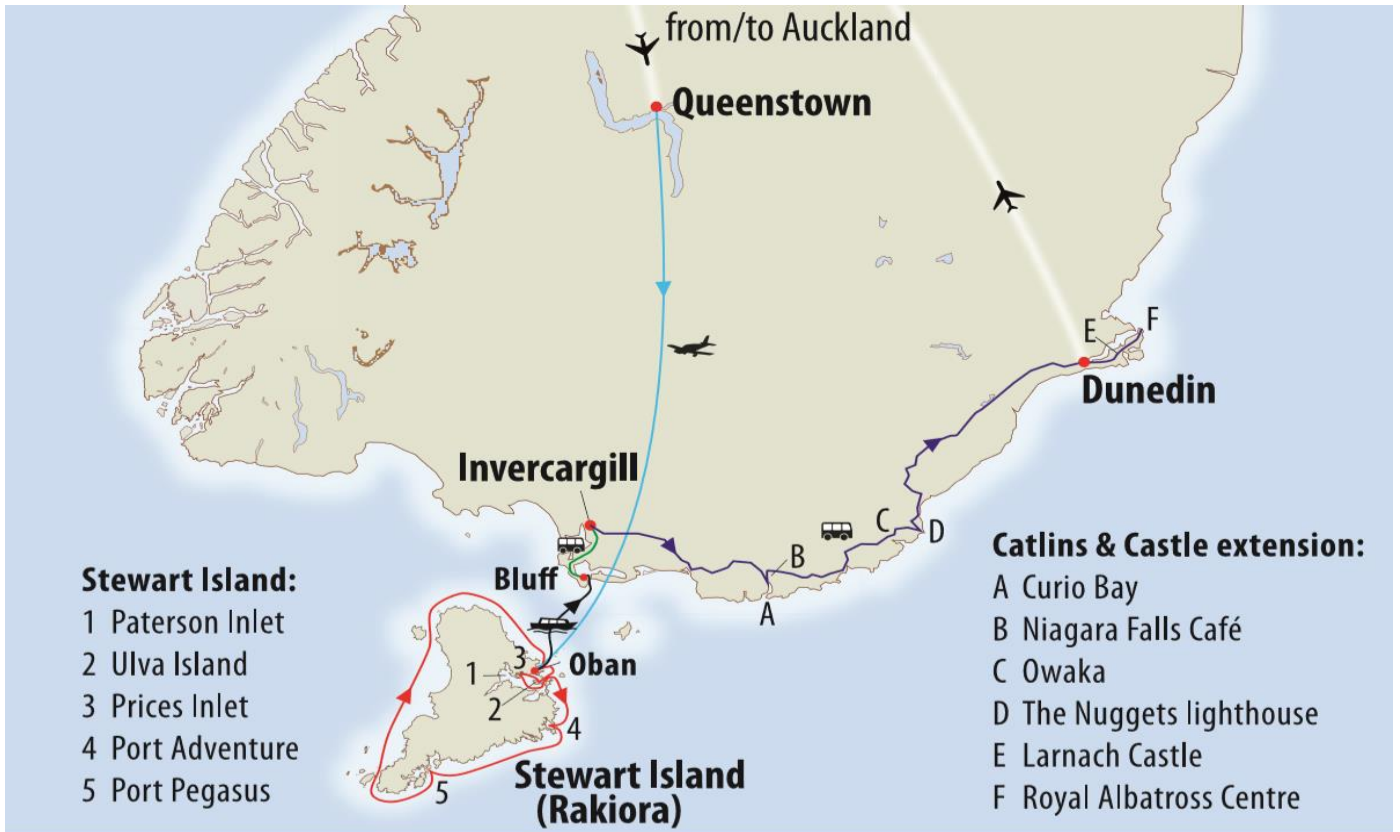 from/to Auckland
Queenstown
F
E
Dunedin
Invercargill
C
D
B
Bluff
A
3
Oban
1
2
4
5
Stewart Island
(Rakiora)
Stewart Island:
1 Paterson Inlet
2 Ulva Island
3 Prices Inlet
4 Port Adventure
5 Port Pegasus
Catlins & Castle extension:
A Curio Bay
B Niagara Falls Café
C Owaka
D The Nuggets lighthouse
E Larnach Castle
F Royal Albatross Centre